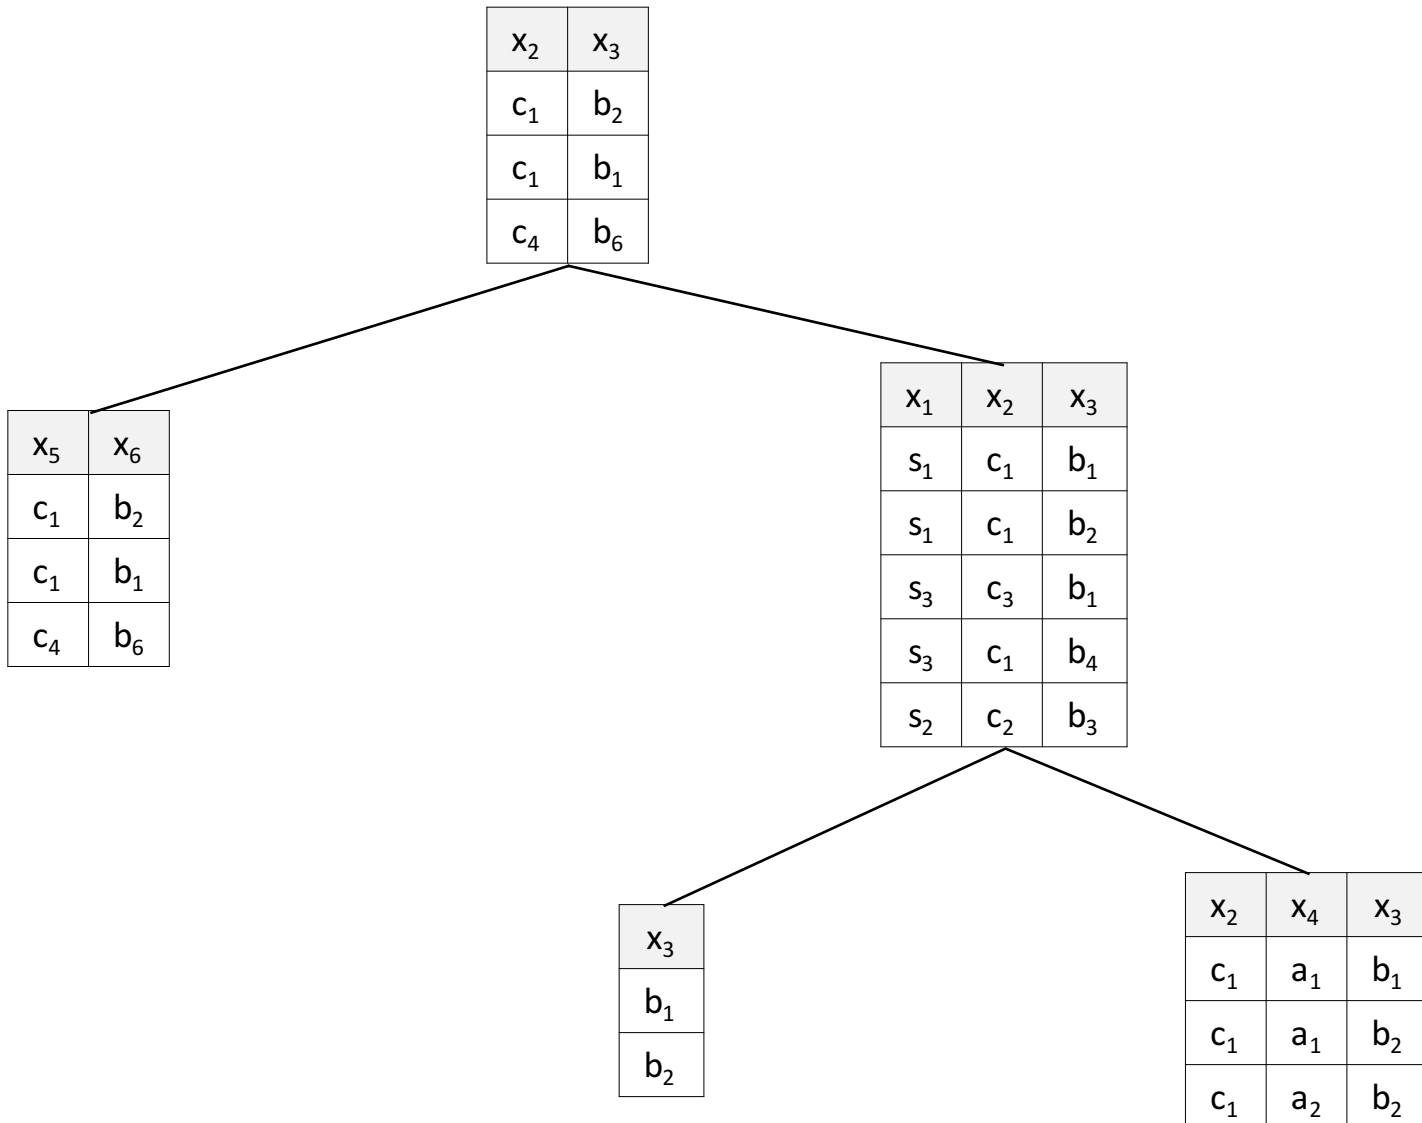 x₂ x₃
c₁ b₂
c₁ b₁
c₄ b₆
x₅ x₆
c₁ b₂
c₁ b₁
c₄ b₆
x₁ x₂ x₃
s₁ c₁ b₁
s₁ c₁ b₂
s₃ c₃ b₁
s₃ c₁ b₄
s₂ c₂ b₃
x₃
b₁
b₂
x₂ x₄ x₃
c₁ a₁ b₁
c₁ a₁ b₂
c₁ a₂ b₂